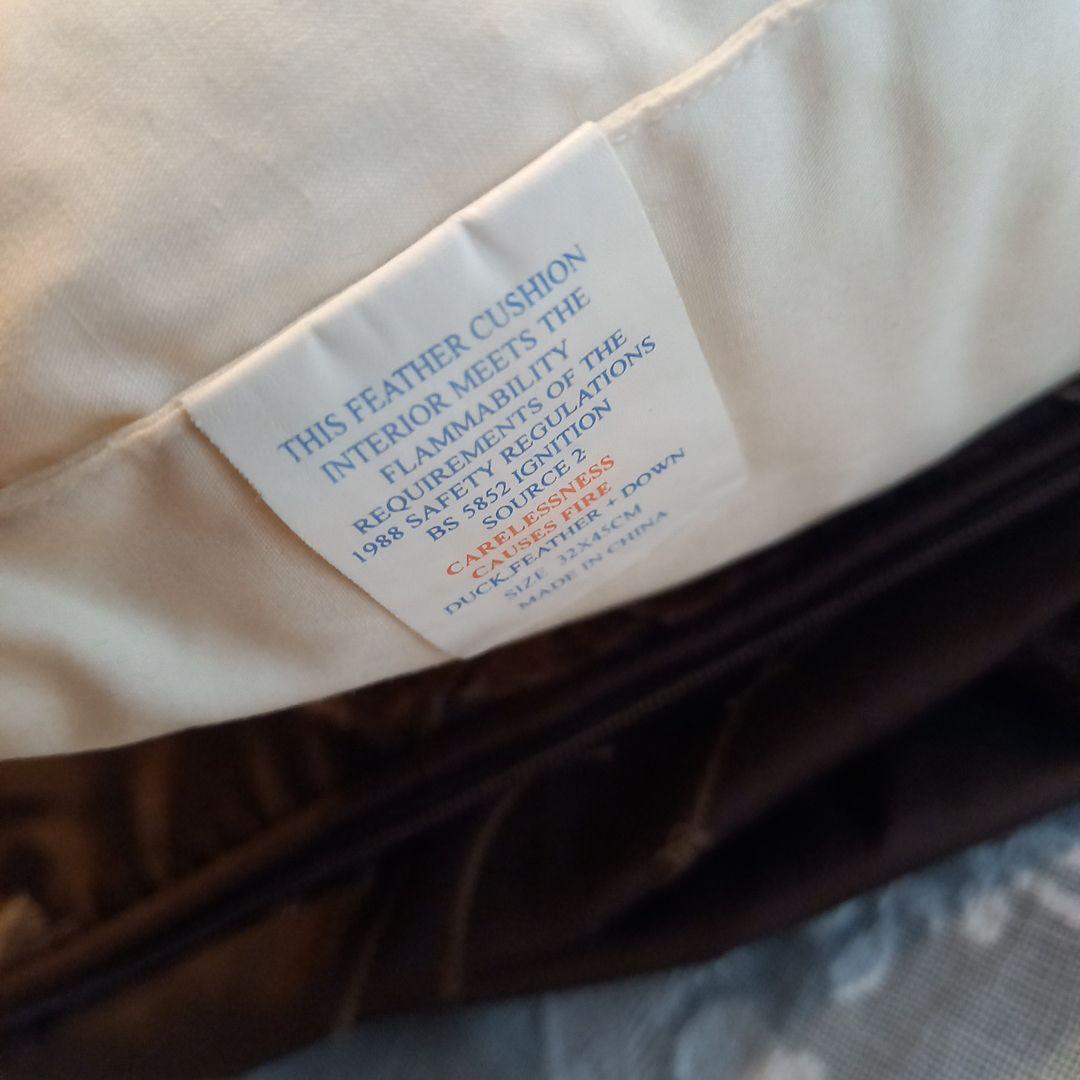 THIS FEATHER CUSHION
INTERIOR MEETS THE
FLAMMABILITY
REQUIREMENTS OF THE
1988 SAFETY REGULATIONS
BS 5852 IGNITION
SOURCE 2
CARELESSNESS
CAUSES FIRE
DUCK.FEATHER + DOWN
SIZE 32X45CM
MADE IN CHINA